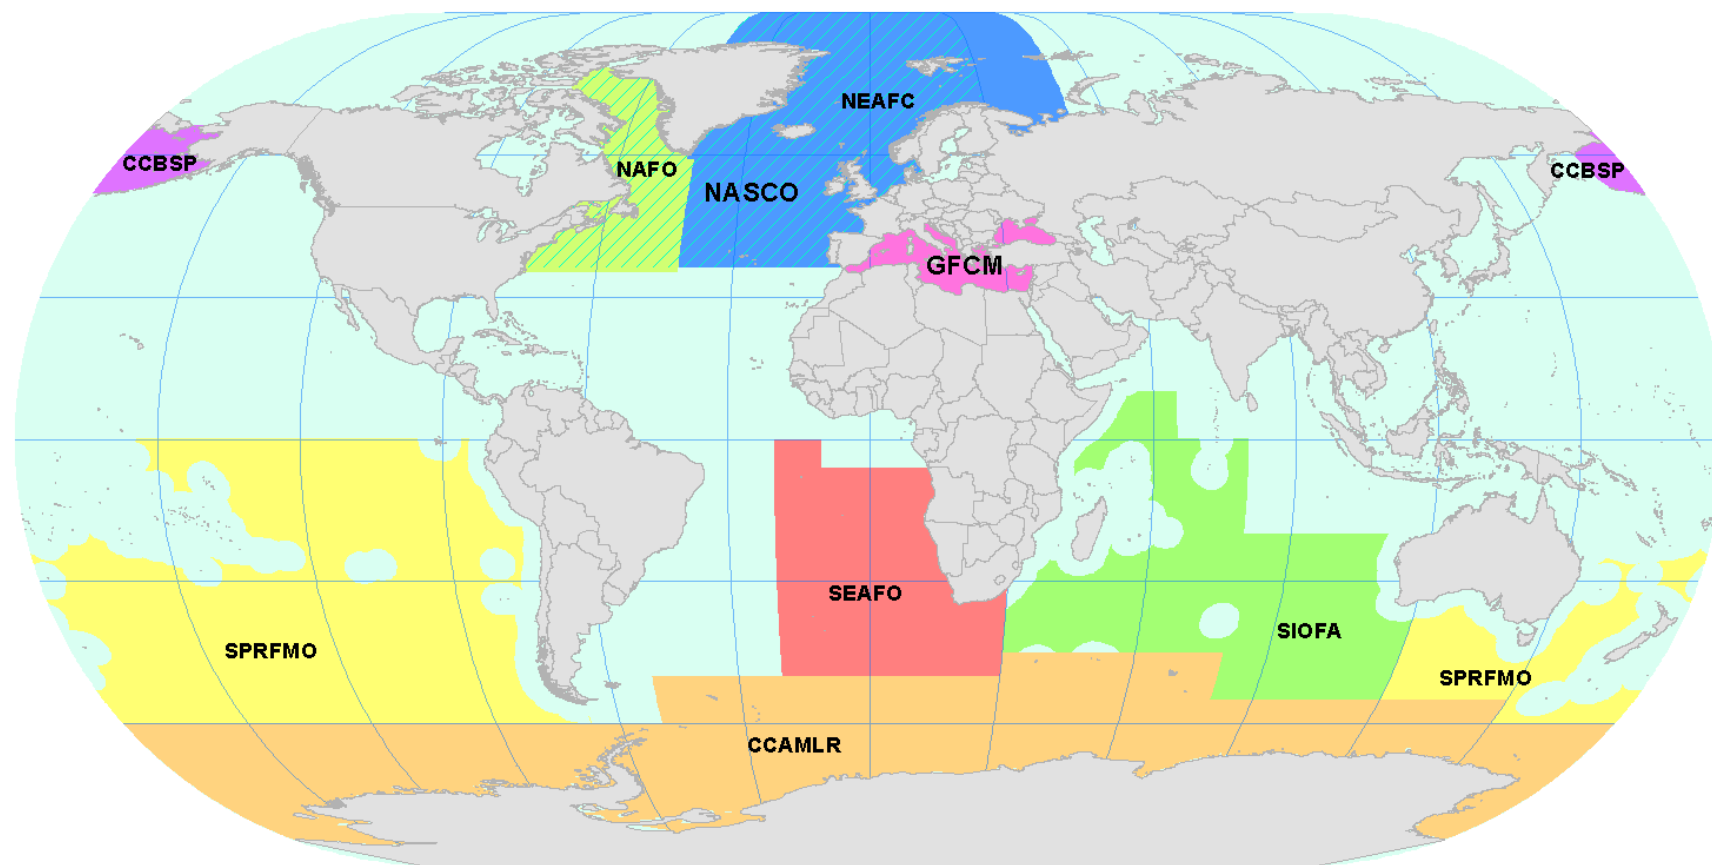 NEAFC
CCBSP
NAFO
CCBSP
NASCO
GFCM
SEAFO
SIOFA
SPRFMO
SPRFMO
CCAMLR